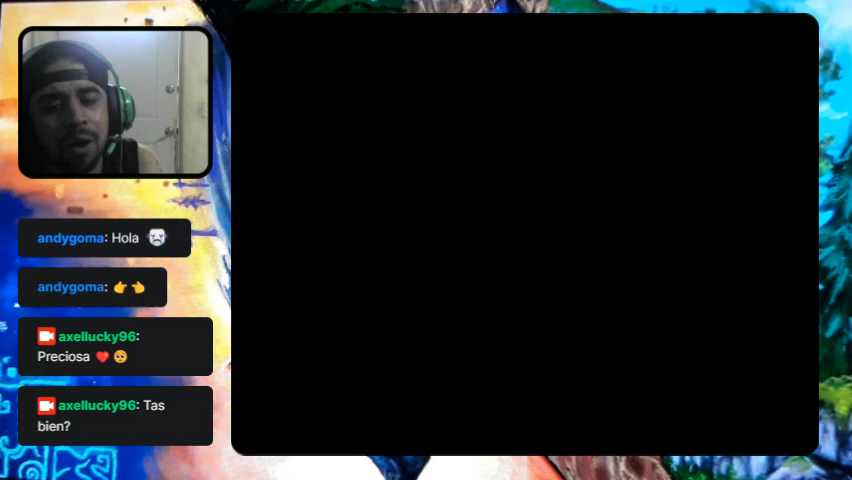 andygoma: Hola
andygoma: 👉👈
axellucky96:
Preciosa ❤️🥺
axellucky96: Tas
bien?